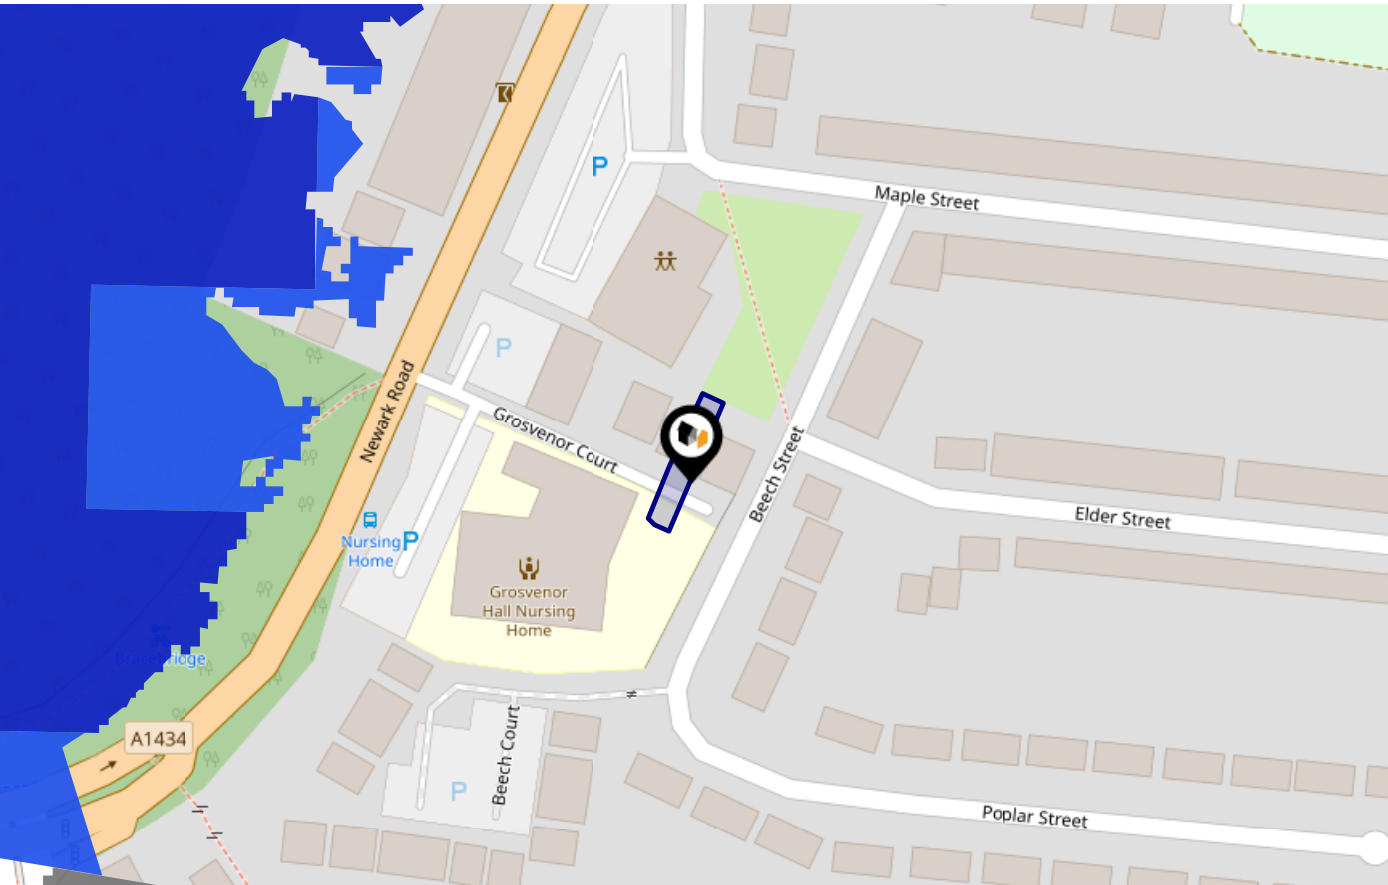 P
Maple Street
P
Newark Road
Grosvenor Court
Beech Street
Elder Street
Nursing
Home
P
Grosvenor
Hall Nursing
Home
Bracebridge
A1434
Beech Court
P
Poplar Street